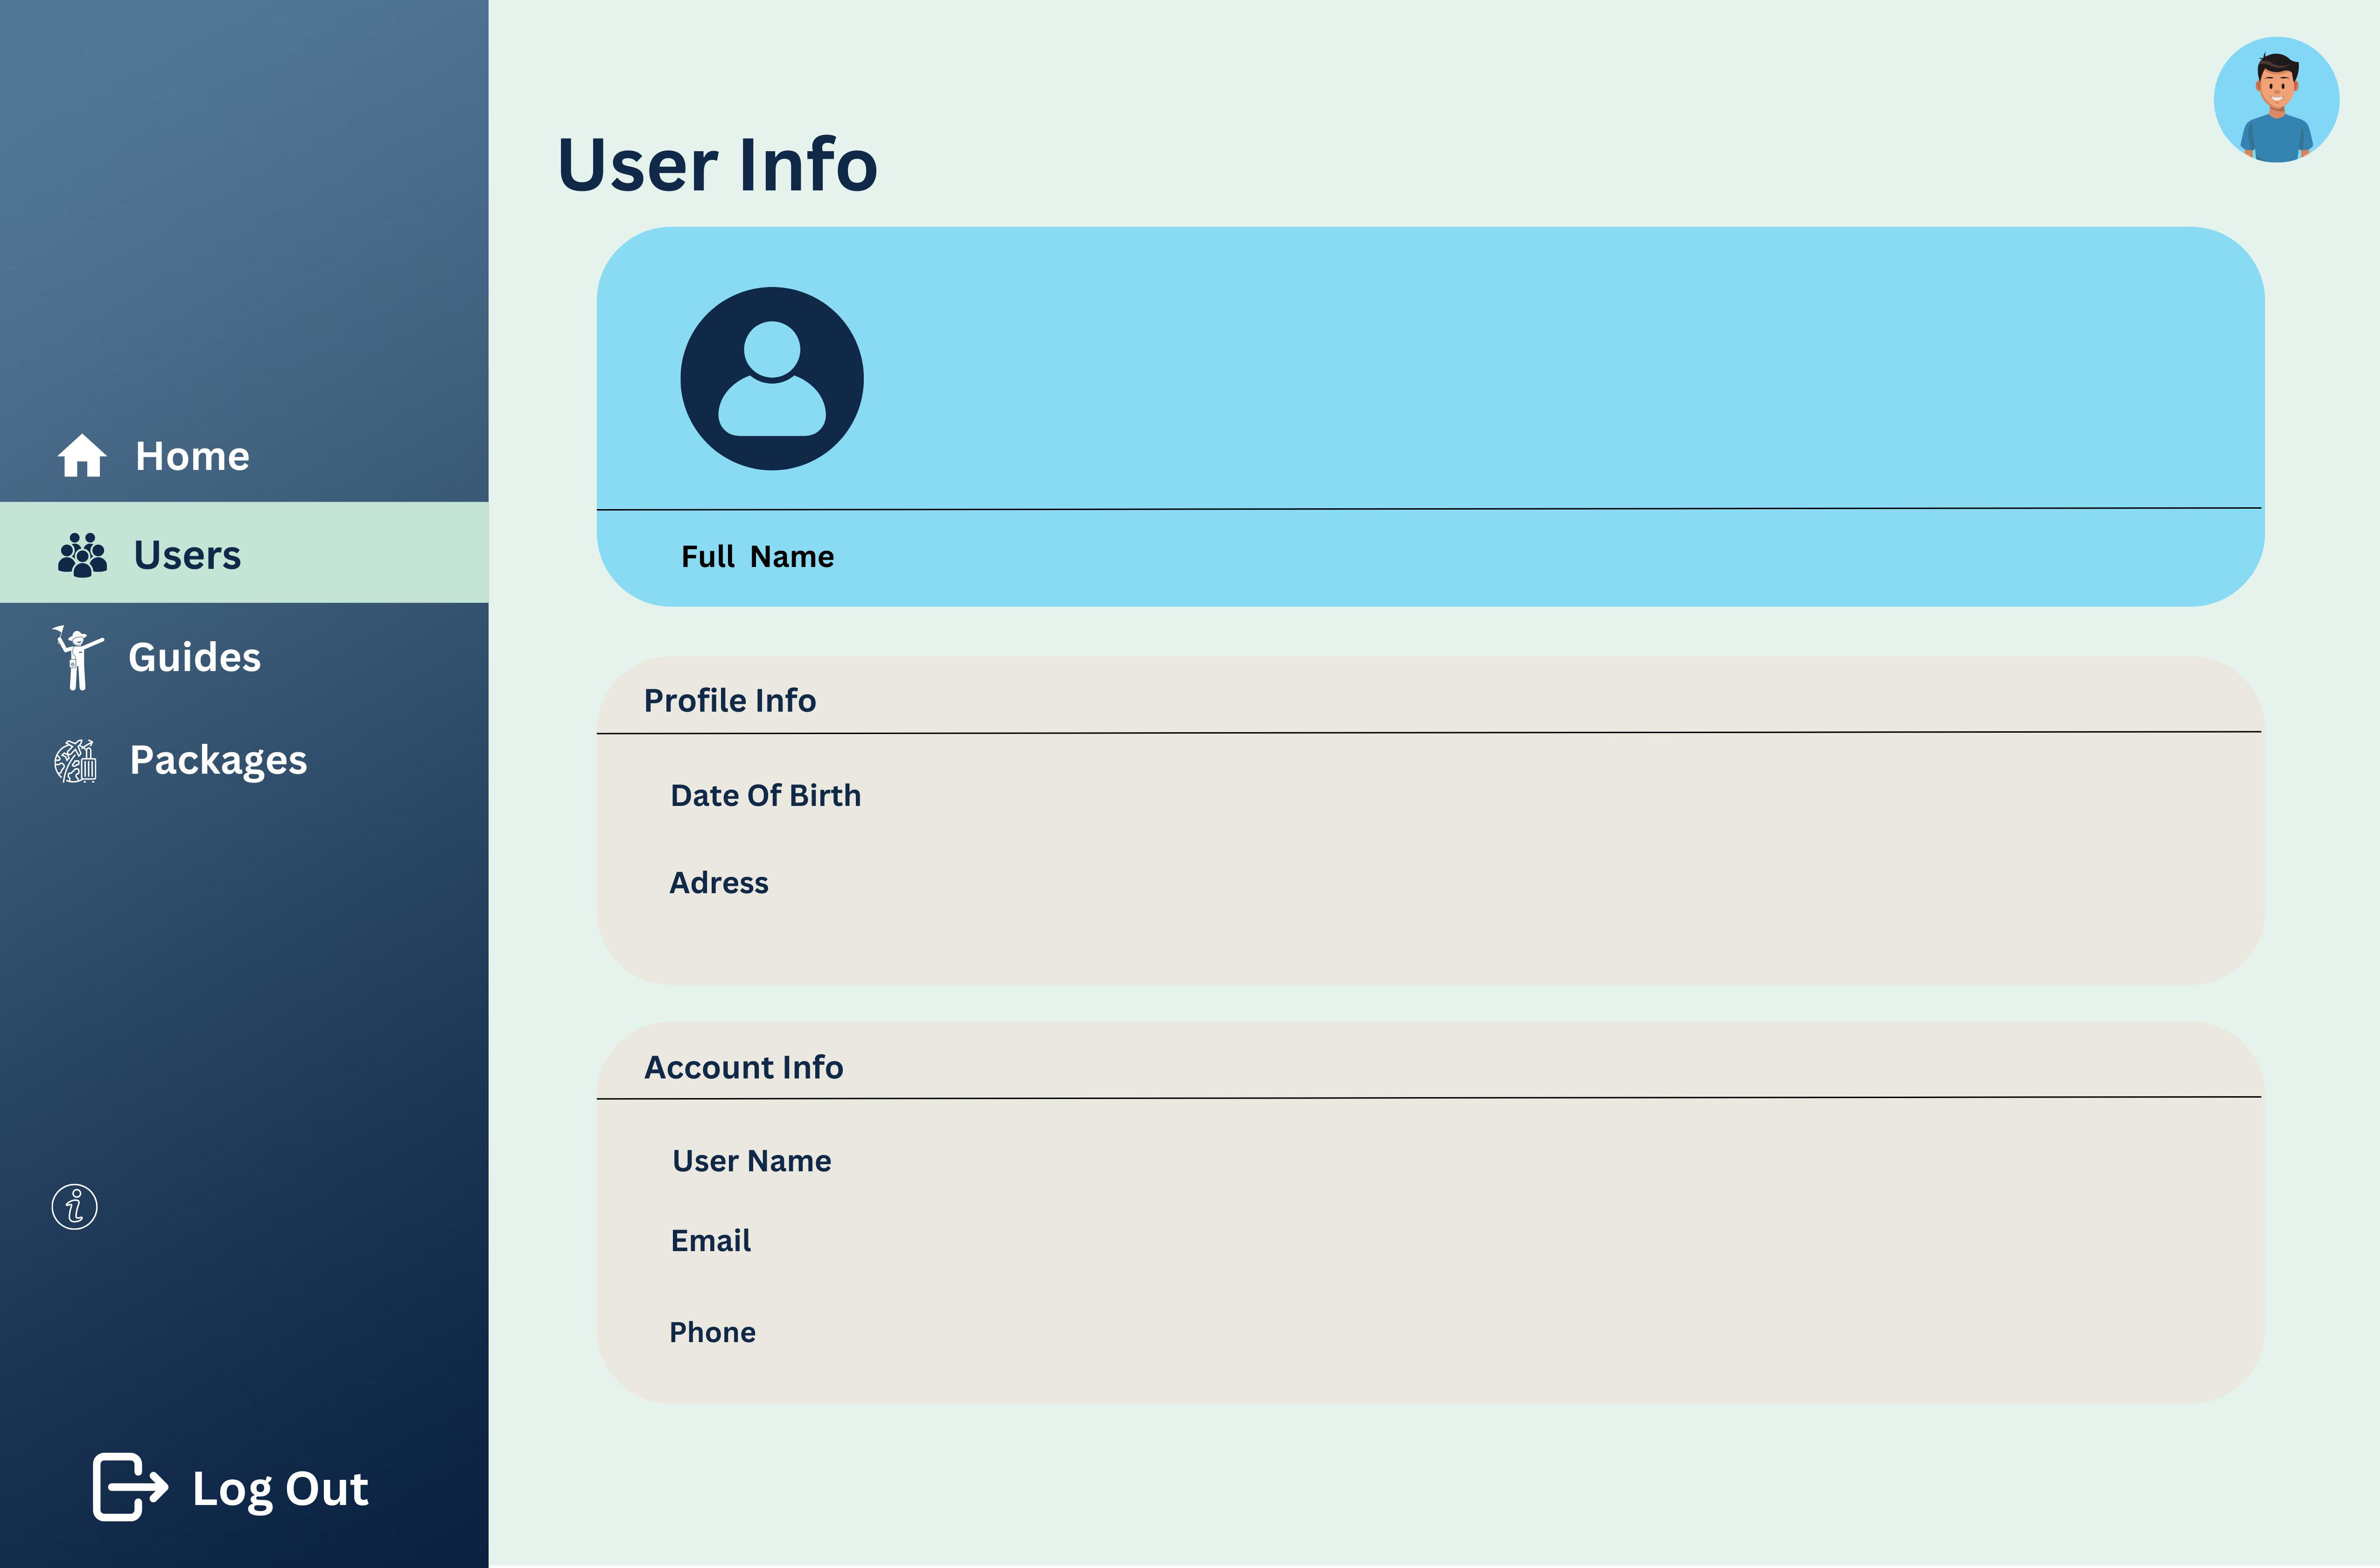 Home
Users
Guides
Packages
i
Log Out
User Info
Full  Name
Profile Info
Date Of Birth
Adress
Account Info
User Name
Email
Phone